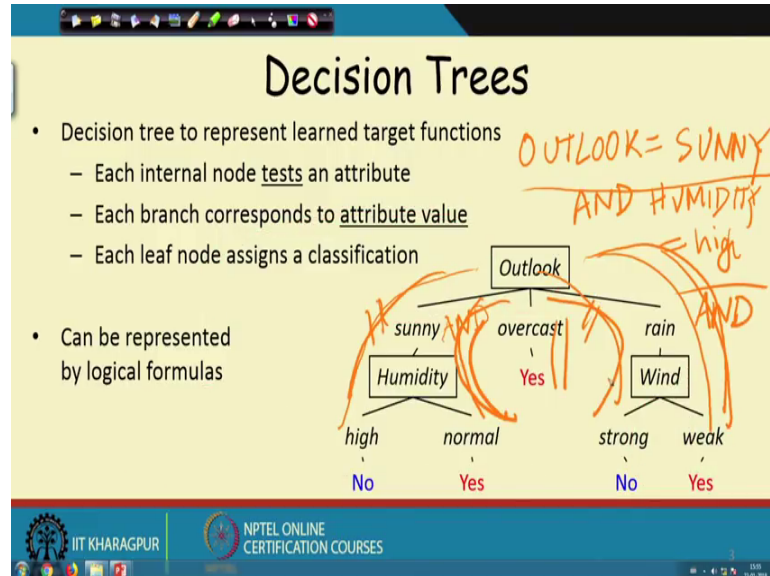 Decision Trees
• Decision tree to represent learned target functions
– Each internal node tests an attribute
– Each branch corresponds to attribute value
– Each leaf node assigns a classification
• Can be represented
by logical formulas
OUTLOOK = SUNNY
AND HUMIDITY
= high
AND
Outlook
sunny AND overcast rain
Humidity Yes Wind
high normal strong weak
No Yes No Yes
IIT KHARAGPUR
NPTEL ONLINE
CERTIFICATION COURSES
3